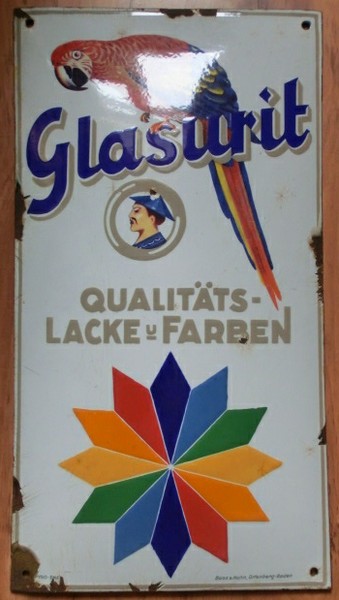 Glasurit
QUALITÄTS-
LACKE u FARBEN